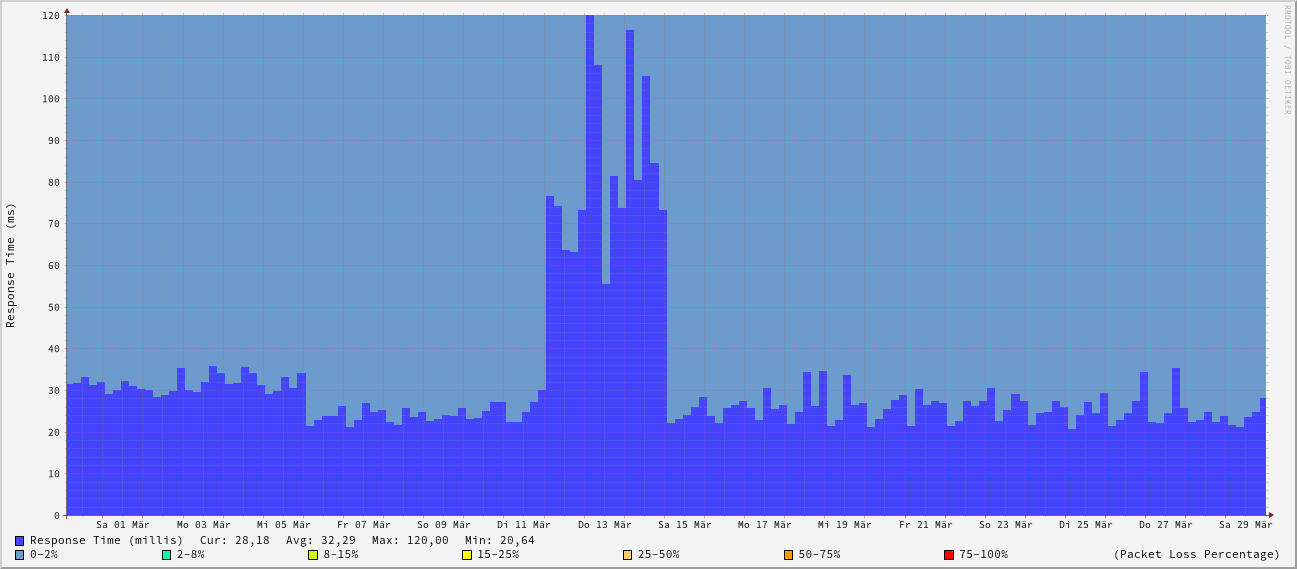 120
110
100
90
80
70
60
50
40
30
20
10
0
Response Time (ms)
RRDTOOL / TOBI OETIKER
Sa 01 Mär Mo 03 Mär Mi 05 Mär Fr 07 Mär So 09 Mär Di 11 Mär Do 13 Mär Sa 15 Mär Mo 17 Mär Mi 19 Mär Fr 21 Mär So 23 Mär Di 25 Mär Do 27 Mär Sa 29 Mär
Response Time (millis) Cur: 28,18 Avg: 32,29 Max: 120,00 Min: 20,64
0-2% 2-8% 8-15% 15-25% 25-50% 50-75% 75-100% (Packet Loss Percentage)